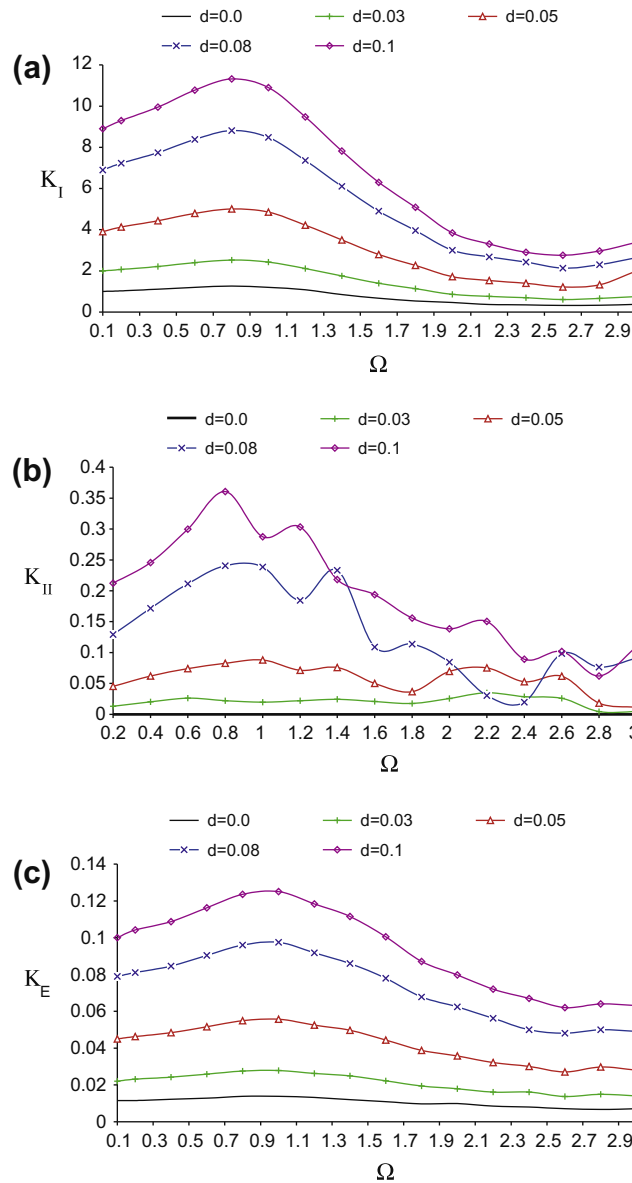 d=0.0 d=0.03 d=0.05
d=0.08 d=0.1
(a)
12
10
8
K_I
6
4
2
0
0.1 0.3 0.5 0.7 0.9 1.1 1.3 1.5 1.7 1.9 2.1 2.3 2.5 2.7 2.9
Ω
d=0.0 d=0.03 d=0.05
d=0.08 d=0.1
(b)
0.4
0.35
0.3
0.25
K_II
0.2
0.15
0.1
0.05
0
0.2 0.4 0.6 0.8 1 1.2 1.4 1.6 1.8 2 2.2 2.4 2.6 2.8 3
Ω
d=0.0 d=0.03 d=0.05
d=0.08 d=0.1
(c)
0.14
0.12
0.1
0.08
K_E
0.06
0.04
0.02
0
0.1 0.3 0.5 0.7 0.9 1.1 1.3 1.5 1.7 1.9 2.1 2.3 2.5 2.7 2.9
Ω